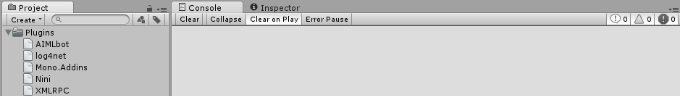 Project
Create
Plugins
AIMLbot
log4net
Mono.Addins
Nini
XMLRPC
Console
Inspector
Clear
Collapse
Clear on Play
Error Pause
0
0
0